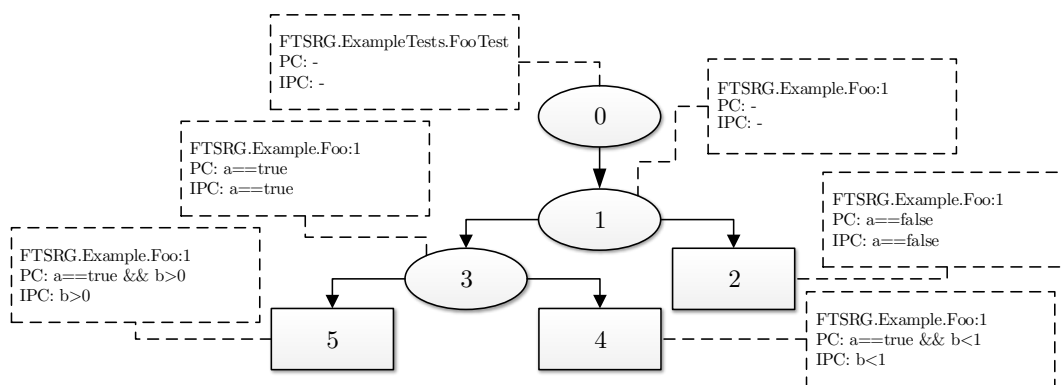 FTSRG.ExampleTests.FooTest
PC: -
IPC: -
0
FTSRG.Example.Foo:1
PC: -
IPC: -
FTSRG.Example.Foo:1
PC: a==true
IPC: a==true
1
FTSRG.Example.Foo:1
PC: a==false
IPC: a==false
FTSRG.Example.Foo:1
PC: a==true && b>0
IPC: b>0
3
2
5
4
FTSRG.Example.Foo:1
PC: a==true && b<1
IPC: b<1